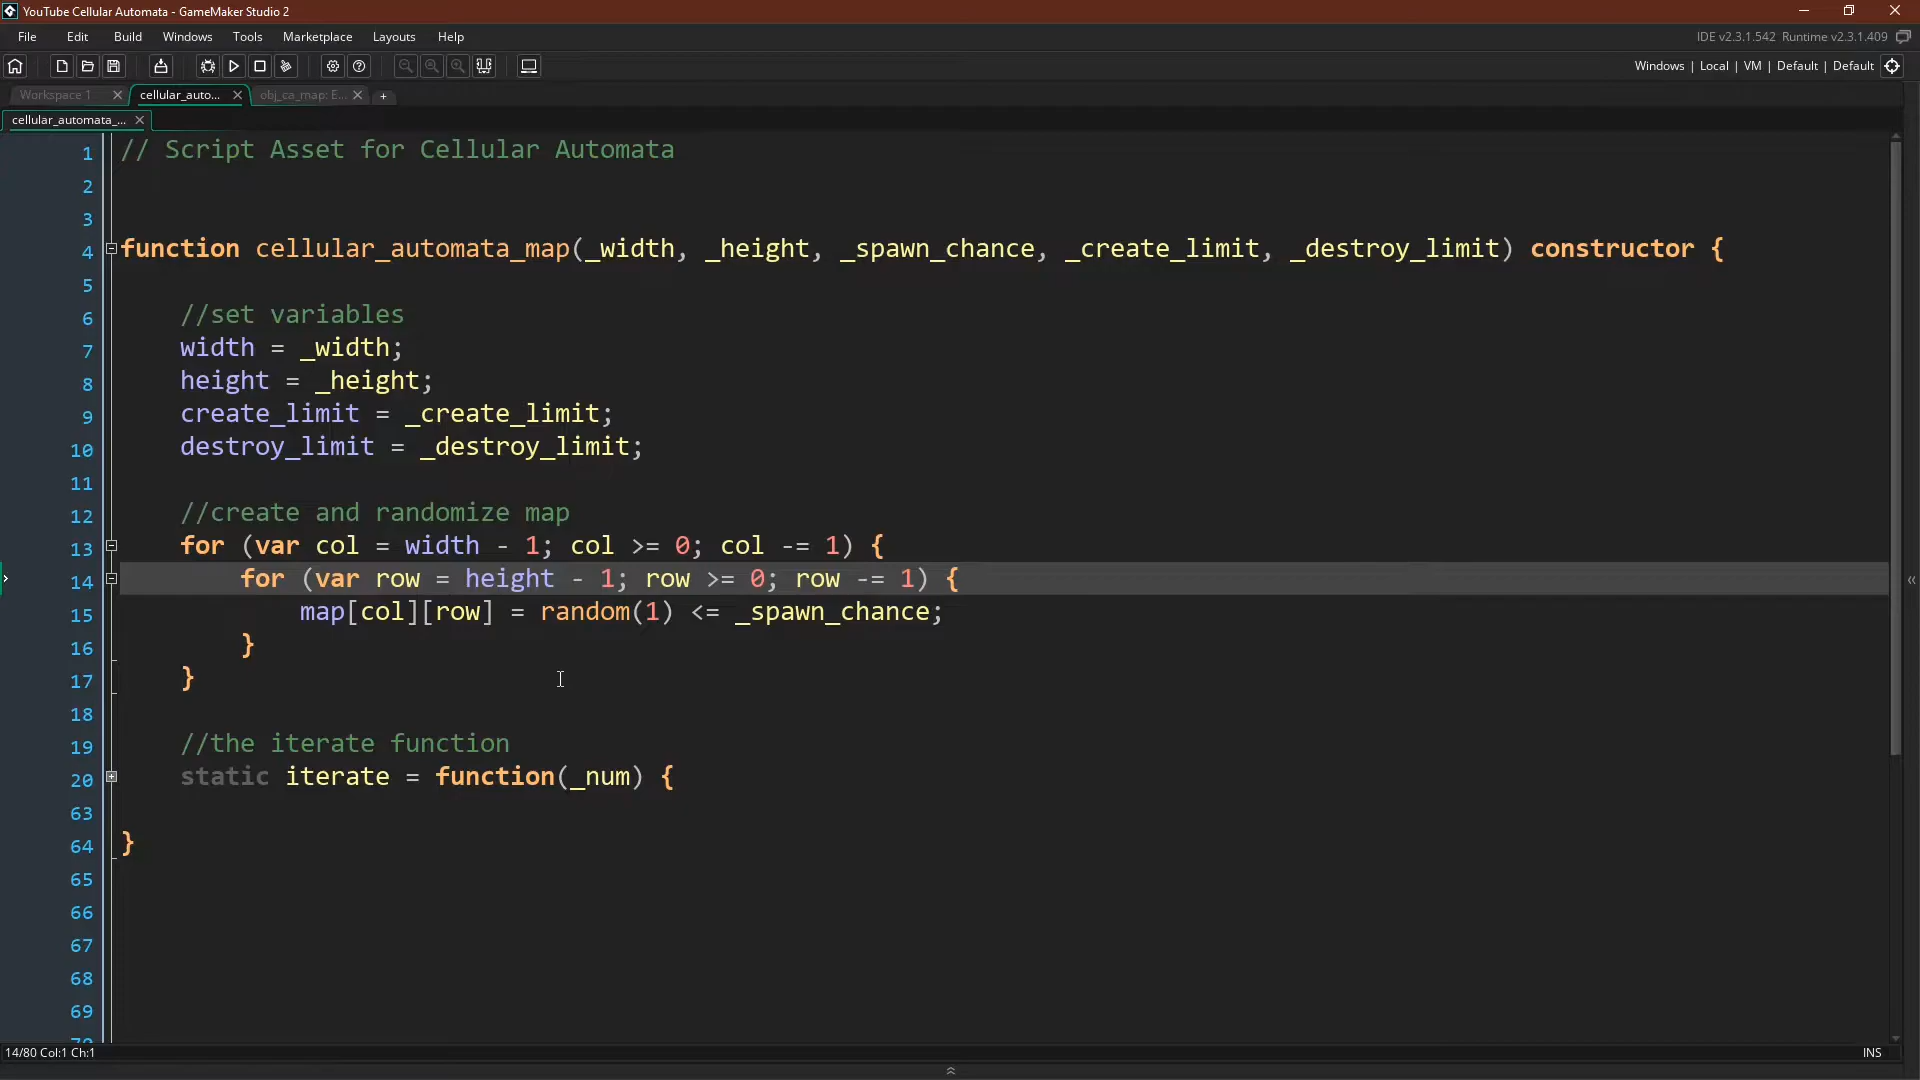 YouTube Cellular Automata - GameMaker Studio 2
File Edit Build Windows Tools Marketplace Layouts Help
IDE v2.3.1.542 Runtime v2.3.1.409
Windows | Local | VM | Default | Default
Workspace 1 cellular_auto... obj_ca_map: E... +
cellular_automata_...
1 // Script Asset for Cellular Automata
2
3
4 function cellular_automata_map(_width, _height, _spawn_chance, _create_limit, _destroy_limit) constructor {
5
6 //set variables
7 width = _width;
8 height = _height;
9 create_limit = _create_limit;
10 destroy_limit = _destroy_limit;
11
12 //create and randomize map
13 for (var col = width - 1; col >= 0; col -= 1) {
14 for (var row = height - 1; row >= 0; row -= 1) {
15 map[col][row] = random(1) <= _spawn_chance;
16 }
17 }
18
19 //the iterate function
20 static iterate = function(_num) {
63
64 }
65
66
67
68
69
14/80 Col:1 Ch:1
INS